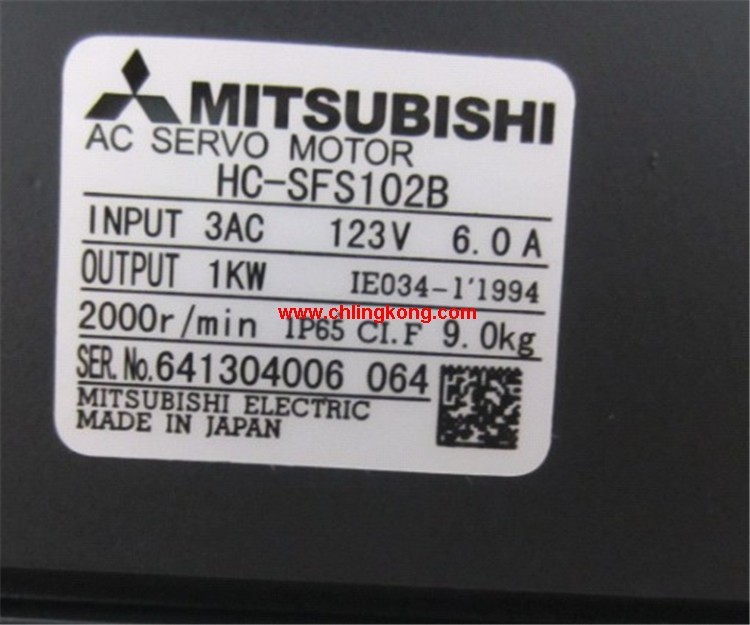 MITSUBISHI
AC SERVO MOTOR
HC-SFS102B
INPUT 3AC 123V 6.0A
OUTPUT 1KW IE034-1'1994
www.chlingkong.com
2000r/min IP65 CI.F 9.0kg
SER.No.641304006 064
MITSUBISHI ELECTRIC
MADE IN JAPAN